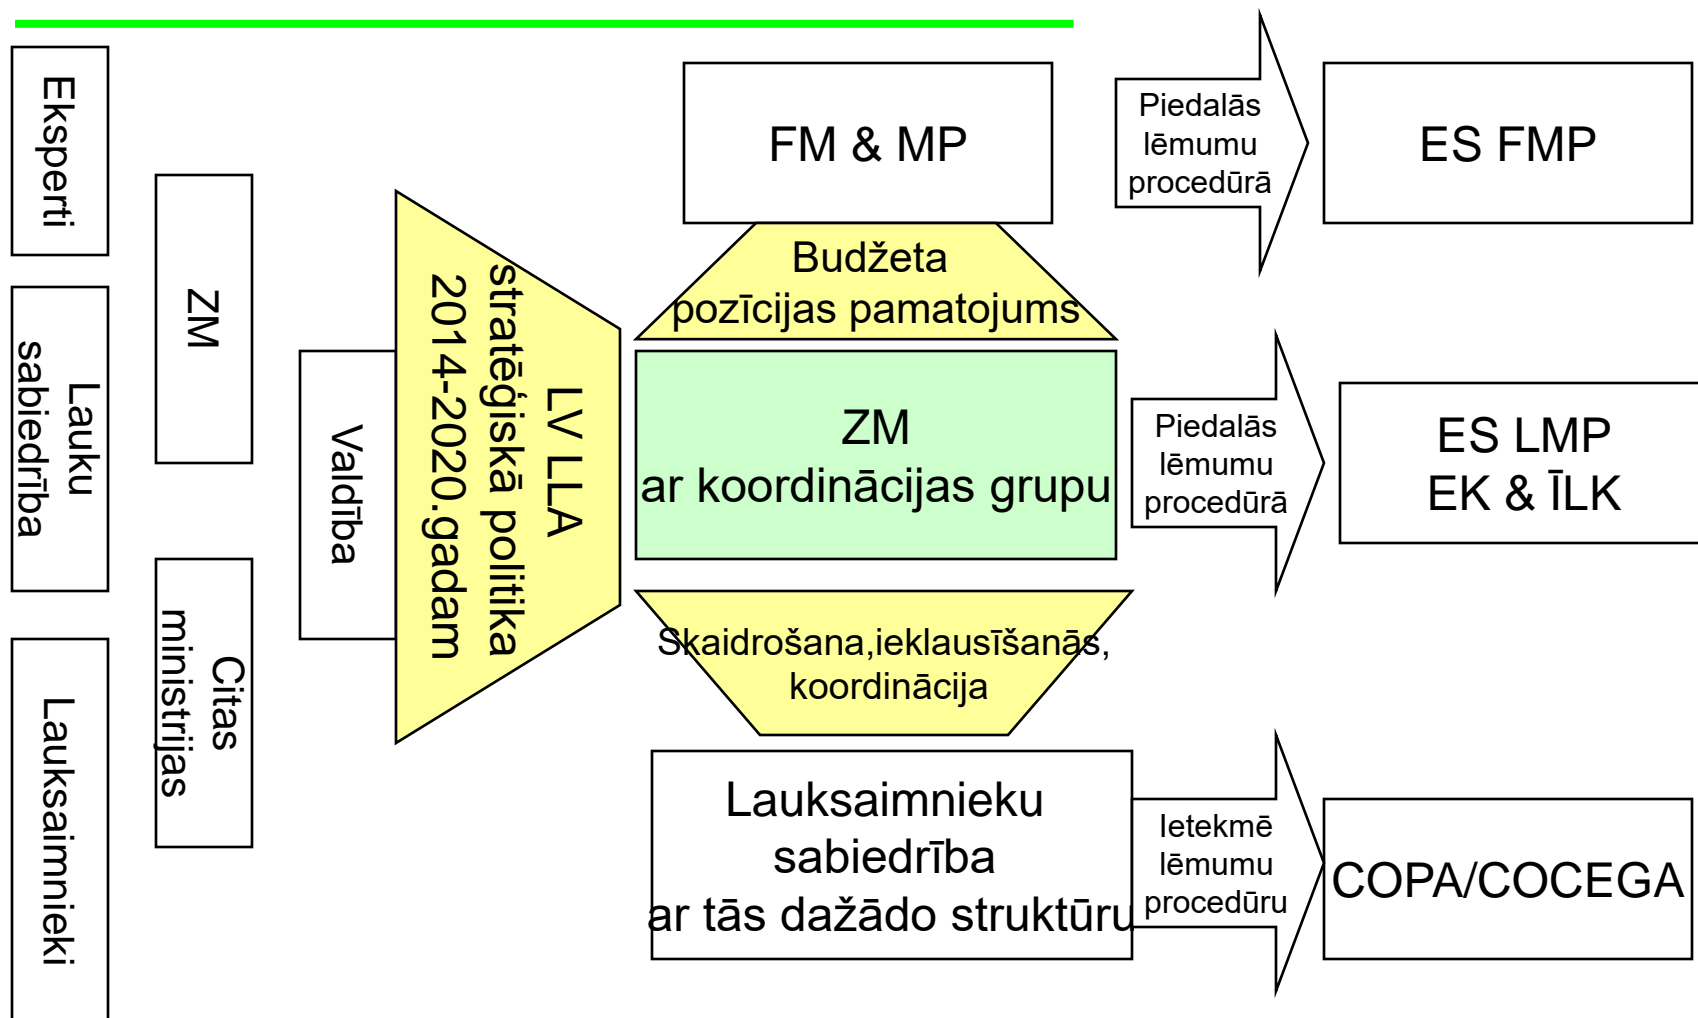 Eksperti
Lauku
sabiedrība
Lauksaimnieki
ZM
Citas
ministrijas
Valdība
LV LLA
stratēģiskā politika
2014-2020.gadam
FM & MP
Budžeta
pozīcijas pamatojums
ZM
ar koordinācijas grupu
Skaidrošana,ieklausīšanās,
koordinācija
Lauksaimnieku
sabiedrība
ar tās dažādo struktūru
Piedalās
lēmumu
procedūrā
ES FMP
Piedalās
lēmumu
procedūrā
ES LMP
EK & ĪLK
Ietekmē
lēmumu
procedūru
COPA/COCEGA